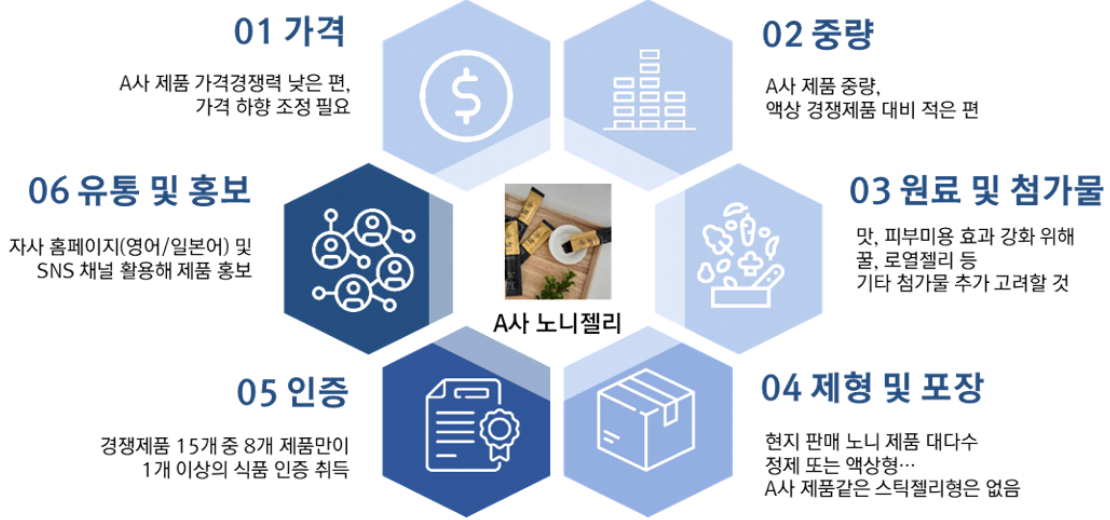 01 가격
A사 제품 가격경쟁력 낮은 편,
가격 하향 조정 필요
02 중량
A사 제품 중량,
액상 경쟁제품 대비 적은 편
03 원료 및 첨가물
맛, 피부미용 효과 강화 위해
꿀, 로열젤리 등
기타 첨가물 추가 고려할 것
04 제형 및 포장
현지 판매 노니 제품 대다수
정제 또는 액상형…
A사 제품같은 스틱젤리형은 없음
05 인증
경쟁제품 15개 중 8개 제품만이
1개 이상의 식품 인증 취득
06 유통 및 홍보
자사 홈페이지(영어/일본어) 및
SNS 채널 활용해 제품 홍보
A사 노니젤리